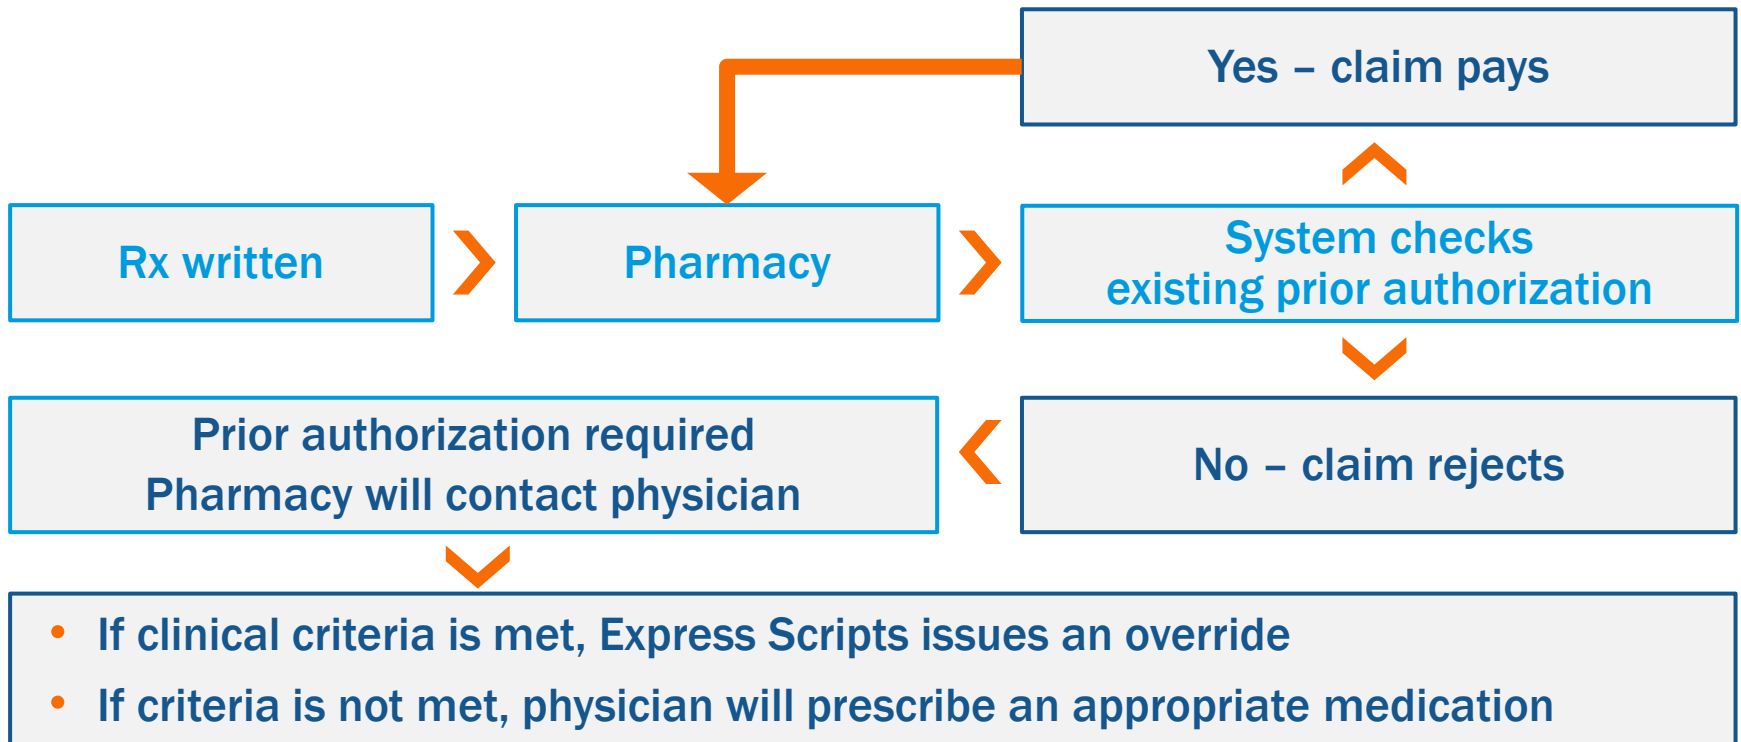 Yes – claim pays
Rx written
Pharmacy
System checks
existing prior authorization
Prior authorization required
Pharmacy will contact physician
No – claim rejects
• If clinical criteria is met, Express Scripts issues an override
• If criteria is not met, physician will prescribe an appropriate medication